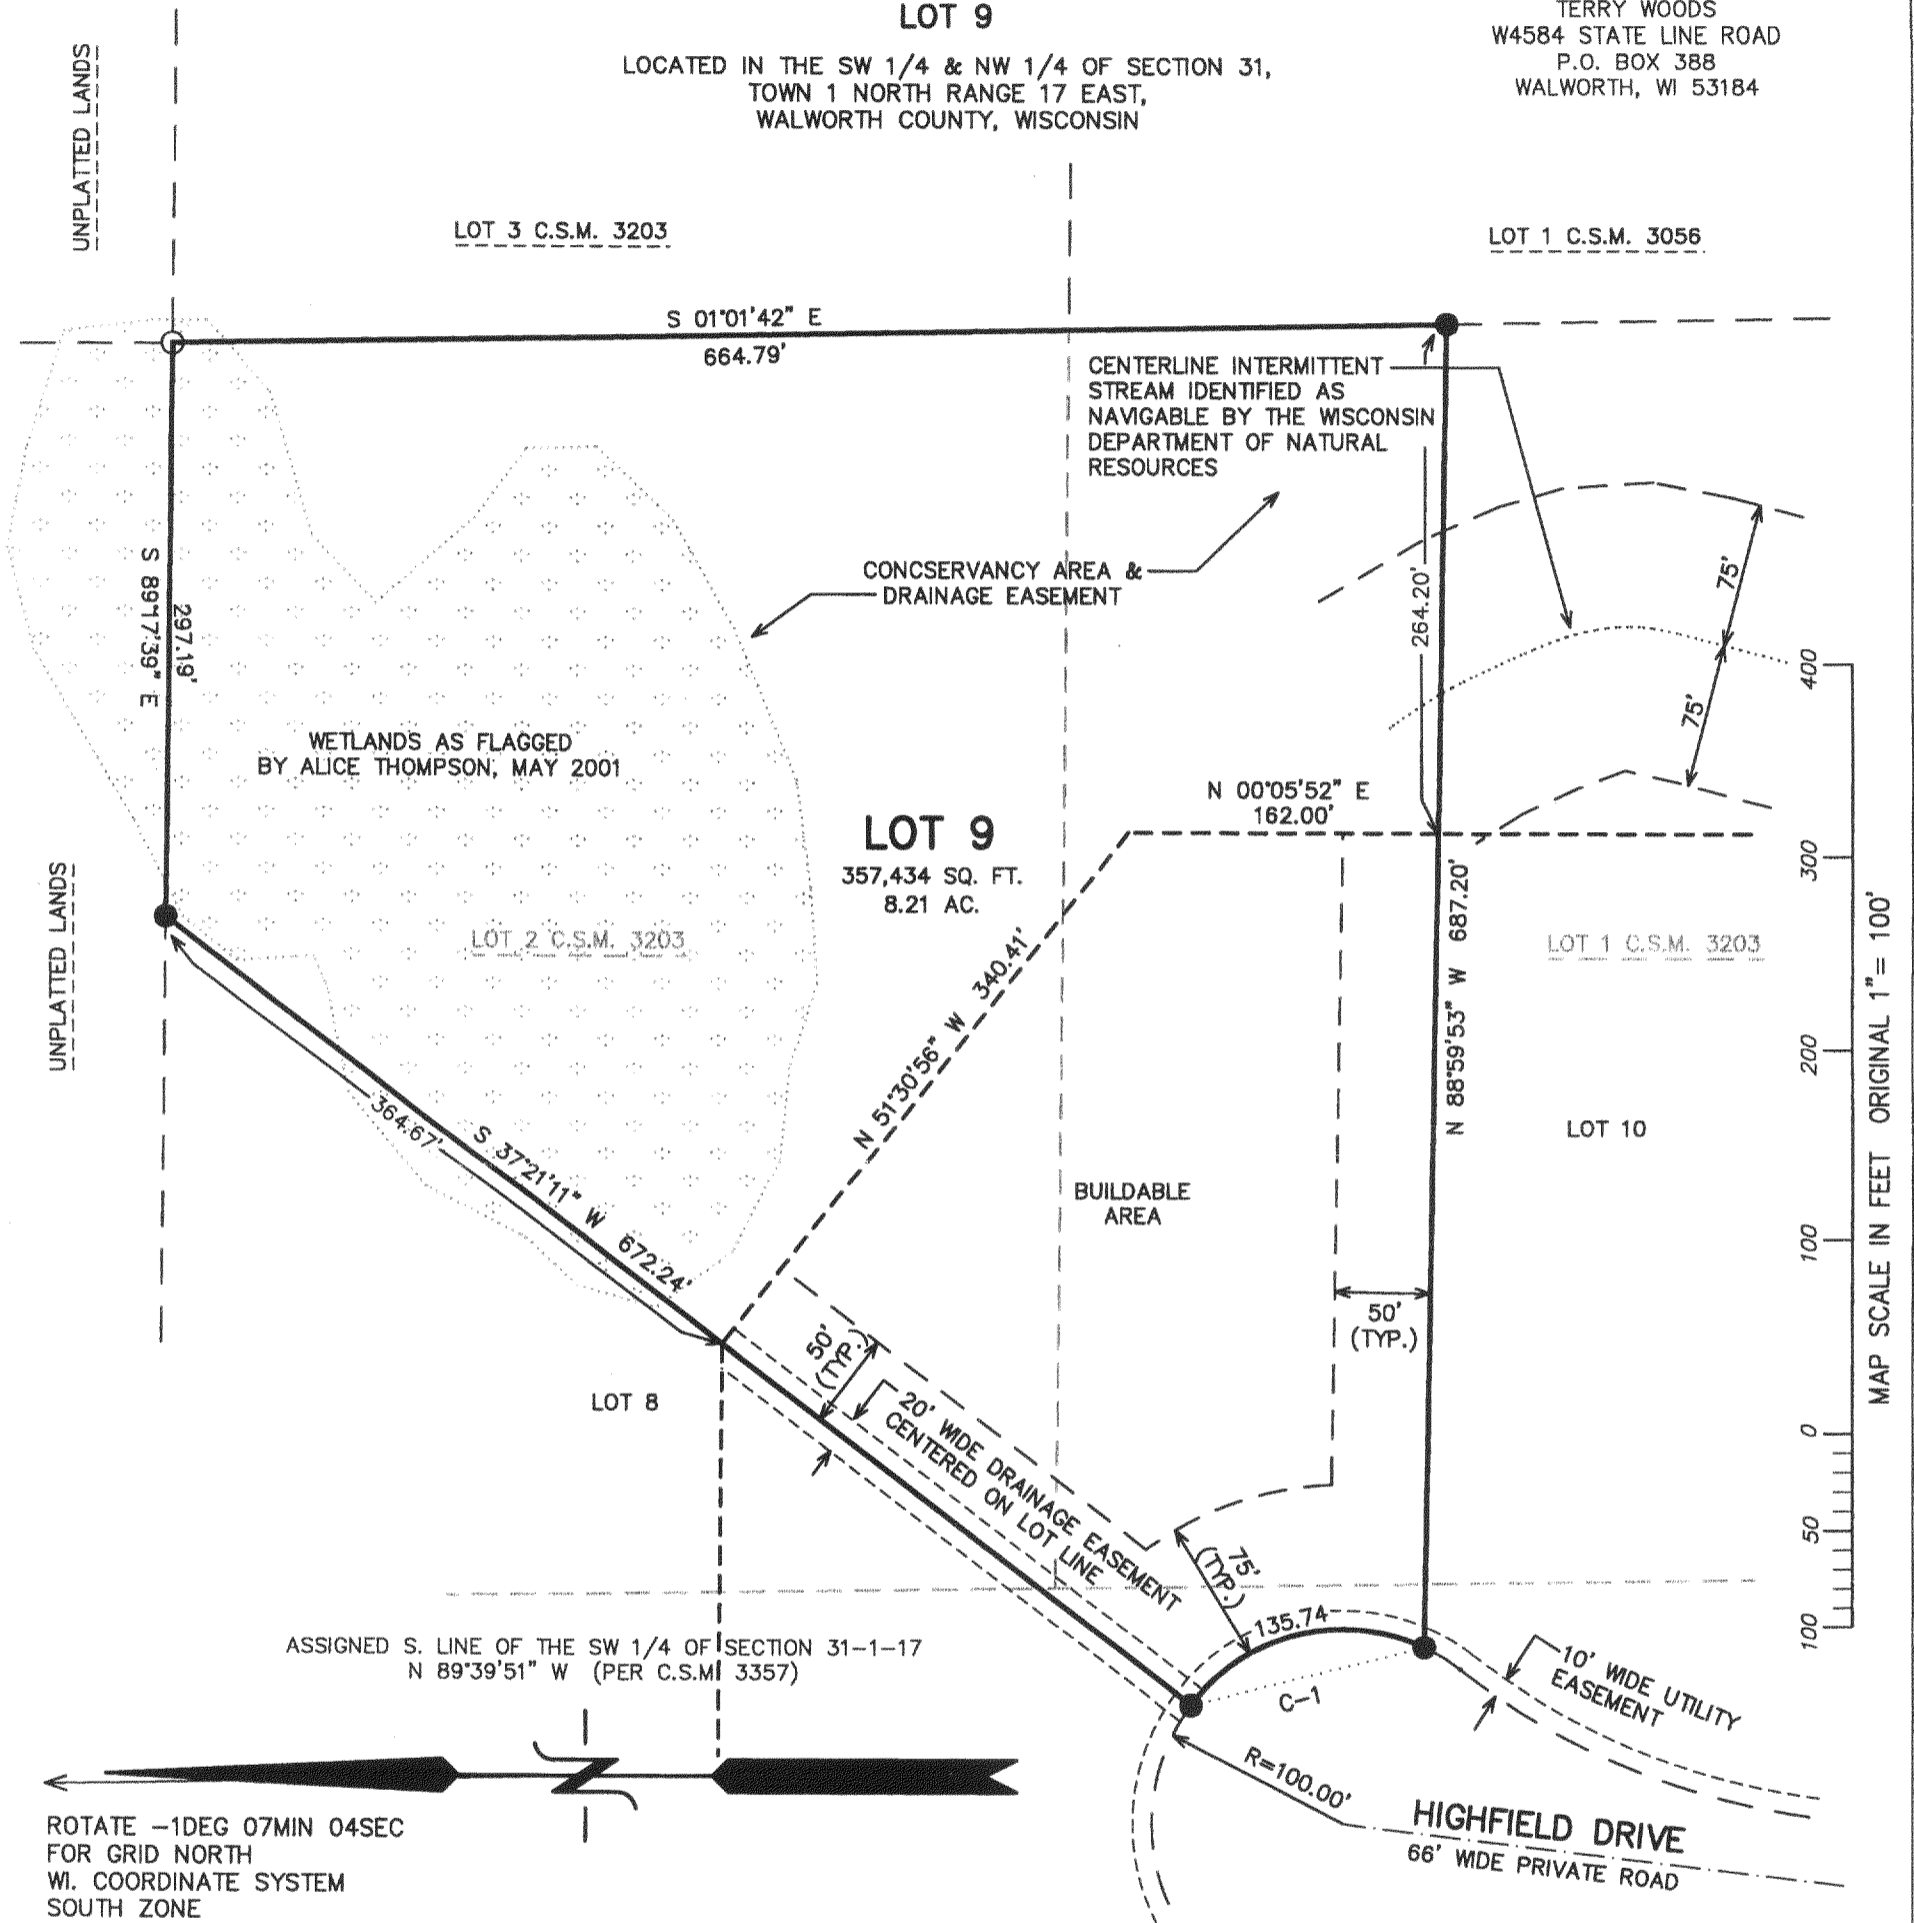 LOT 9
LOCATED IN THE SW 1/4 & NW 1/4 OF SECTION 31,
TOWN 1 NORTH RANGE 17 EAST,
WALWORTH COUNTY, WISCONSIN
TERRY WOODS
W4584 STATE LINE ROAD
P.O. BOX 388
WALWORTH, WI 53184
UNPLATTED LANDS
LOT 3 C.S.M. 3203
LOT 1 C.S.M. 3056
S 01°01'42" E
664.79'
CENTERLINE INTERMITTENT
STREAM IDENTIFIED AS
NAVIGABLE BY THE WISCONSIN
DEPARTMENT OF NATURAL
RESOURCES
CONCSERVANCY AREA &
DRAINAGE EASEMENT
264.20'
75'
75'
S 89°17'39" E
297.19'
WETLANDS AS FLAGGED
BY ALICE THOMPSON, MAY 2001
N 00°05'52" E
162.00'
LOT 9
357,434 SQ. FT.
8.21 AC.
LOT 2 C.S.M. 3203
N 51°30'56" W 340.41'
N 88°59'53" W 687.20'
LOT 1 C.S.M. 3203
UNPLATTED LANDS
364.67'
S 37°21'11" W 672.24'
LOT 10
BUILDABLE
AREA
50'
(TYP.)
50'
(TYP.)
LOT 8
20' WIDE DRAINAGE EASEMENT
CENTERED ON LOT LINE
75'
(TYP.)
135.74
ASSIGNED S. LINE OF THE SW 1/4 OF SECTION 31-1-17
N 89°39'51" W (PER C.S.M. 3357)
C-1
10' WIDE UTILITY
EASEMENT
R=100.00'
HIGHFIELD DRIVE
66' WIDE PRIVATE ROAD
ROTATE -1DEG 07MIN 04SEC
FOR GRID NORTH
WI. COORDINATE SYSTEM
SOUTH ZONE
400
300
200
100
0
50
100
MAP SCALE IN FEET ORIGINAL 1"= 100'